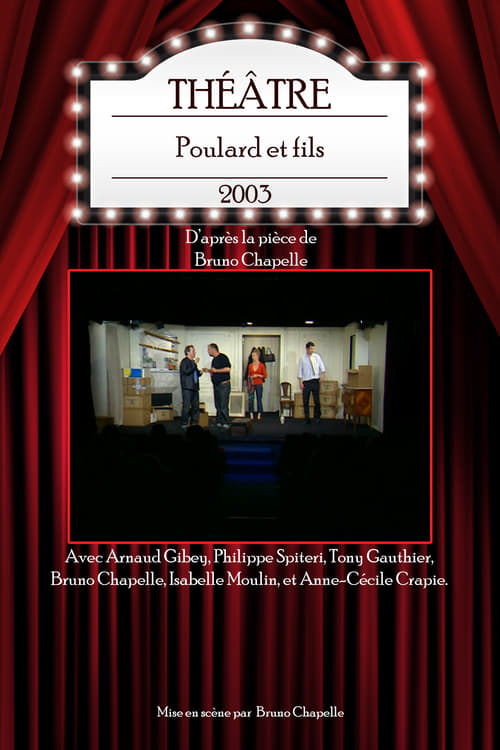 THÉÂTRE
Poulard et fils
2003
D'après la pièce de
Bruno Chapelle
Avec Arnaud Gibey, Philippe Spiteri, Tony Gauthier,
Bruno Chapelle, Isabelle Moulin, et Anne-Cécile Crapie.
Mise en scène par Bruno Chapelle